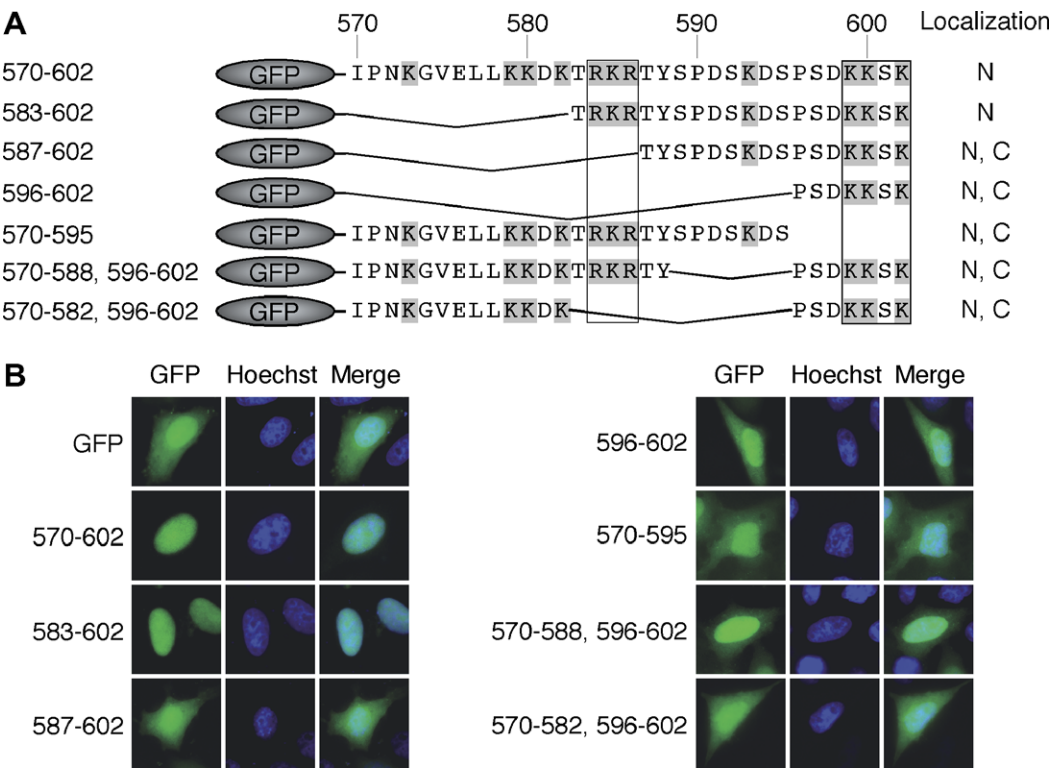 A 570 580 590 600 Localization
570-602 GFP IPNKGVELLKKDKTRKRTYSPDSKDSPSDKKSK N
583-602 GFP TRKRTYSPDSKDSPSDKKSK N
587-602 GFP TYSPDSKDSPSDKKSK N, C
596-602 GFP PSDKKSK N, C
570-595 GFP IPNKGVELLKKDKTRKRTYSPDSKDS N, C
570-588, 596-602 GFP IPNKGVELLKKDKTRKRTY PSDKKSK N, C
570-582, 596-602 GFP IPNKGVELLKKDK PSDKKSK N, C
B GFP Hoechst Merge GFP Hoechst Merge
GFP 596-602
570-602 570-595
583-602 570-588, 596-602
587-602 570-582, 596-602